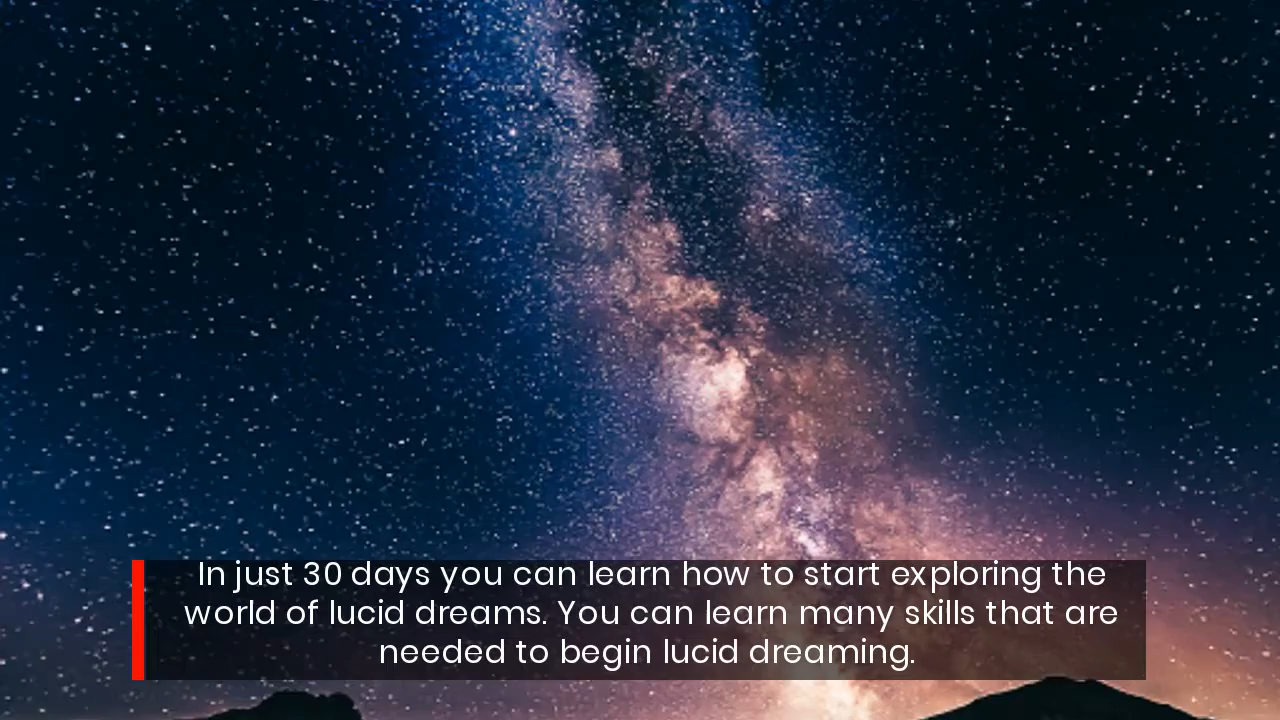 In just 30 days you can learn how to start exploring the
world of lucid dreams. You can learn many skills that are
needed to begin lucid dreaming.